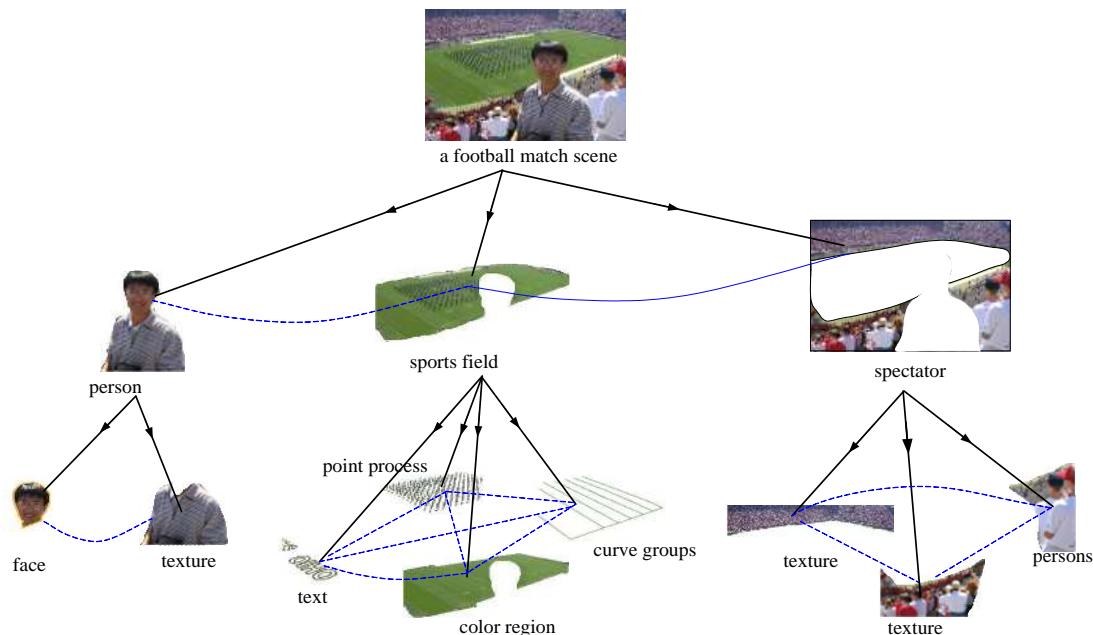 a football match scene
person
sports field
spectator
point process
face
texture
text
color region
curve groups
texture
texture
persons